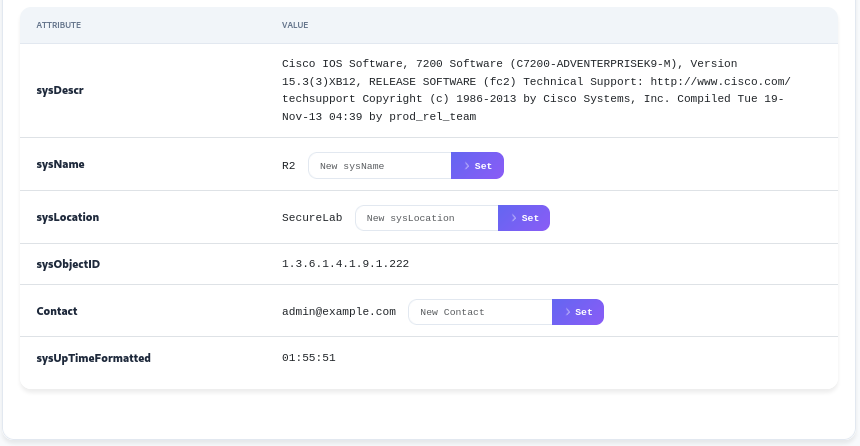 ATTRIBUTE VALUE
sysDescr
Cisco IOS Software, 7200 Software (C7200-ADVENTERPRISEK9-M), Version
15.3(3)XB12, RELEASE SOFTWARE (fc2) Technical Support: http://www.cisco.com/
techsupport Copyright (c) 1986-2013 by Cisco Systems, Inc. Compiled Tue 19-
Nov-13 04:39 by prod_rel_team
sysName R2 New sysName Set
sysLocation SecureLab New sysLocation Set
sysObjectID 1.3.6.1.4.1.9.1.222
Contact admin@example.com New Contact Set
sysUpTimeFormatted 01:55:51